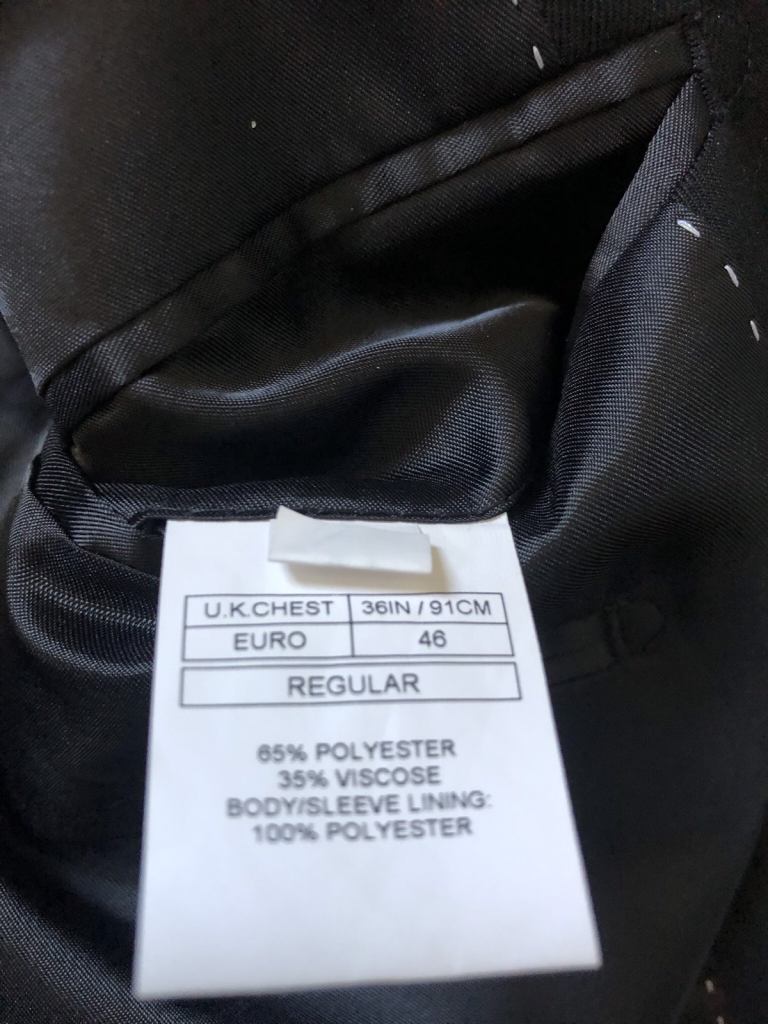 U.K.CHEST 36IN / 91CM
EURO 46
REGULAR
65% POLYESTER
35% VISCOSE
BODY/SLEEVE LINING:
100% POLYESTER